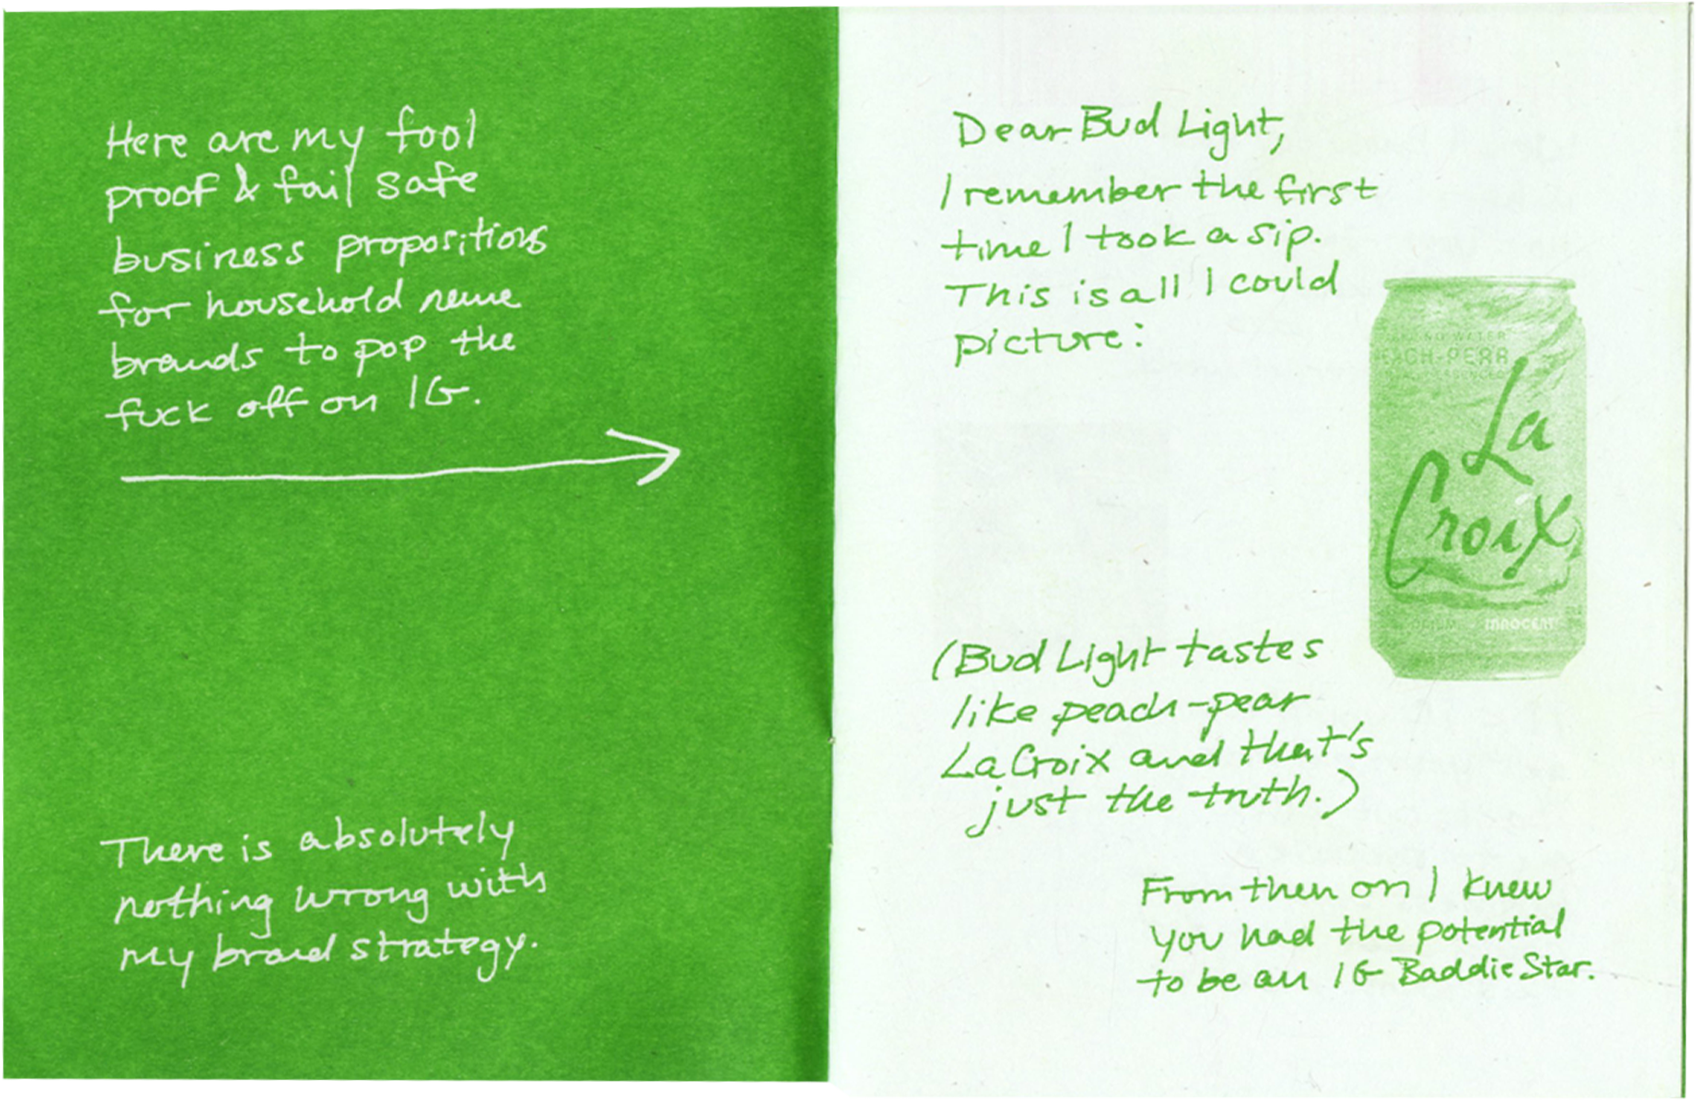 Here are my fool
proof & fail safe
business propositions
for household name
brands to pop the
fuck off on IG.
There is absolutely
nothing wrong with
my brand strategy.
Dear Bud Light,
I remember the first
time I took a sip.
This is all I could
picture:
PEACH-PEAR
La
Croix
INNOCENT
(Bud Light tastes
like peach-pear
LaCroix and that's
just the truth.)
From then on I knew
you had the potential
to be an IG Baddie Star.